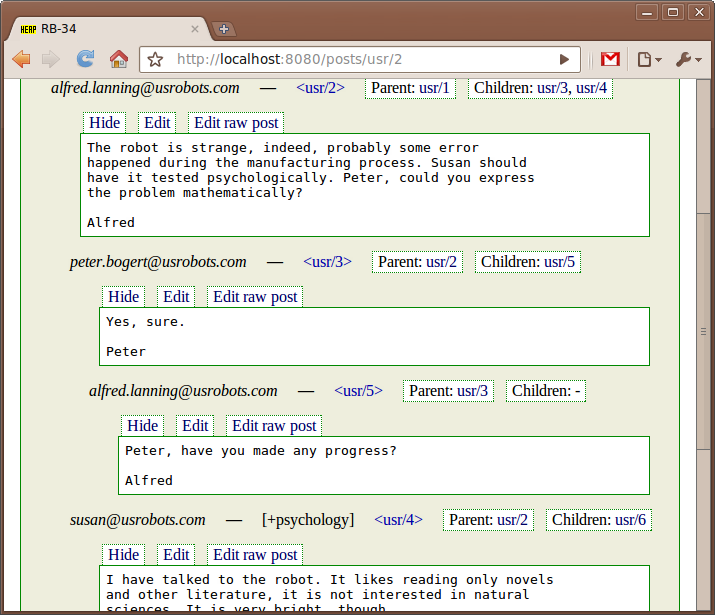 HEAP RB-34
http://localhost:8080/posts/usr/2
alfred.lanning@usrobots.com — <usr/2> Parent: usr/1 Children: usr/3, usr/4
Hide Edit Edit raw post
The robot is strange, indeed, probably some error
happened during the manufacturing process. Susan should
have it tested psychologically. Peter, could you express
the problem mathematically?
Alfred
peter.bogert@usrobots.com — <usr/3> Parent: usr/2 Children: usr/5
Hide Edit Edit raw post
Yes, sure.
Peter
alfred.lanning@usrobots.com — <usr/5> Parent: usr/3 Children: -
Hide Edit Edit raw post
Peter, have you made any progress?
Alfred
susan@usrobots.com — [+psychology] <usr/4> Parent: usr/2 Children: usr/6
Hide Edit Edit raw post
I have talked to the robot. It likes reading only novels
and other literature, it is not interested in natural
sciences. It is very bright, though.